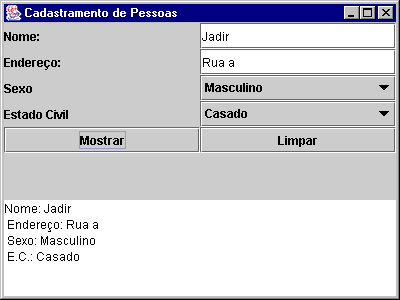 Cadastramento de Pessoas
Nome: Jadir
Endereço: Rua a
Sexo Masculino
Estado Civil Casado
Mostrar Limpar
Nome: Jadir
Endereço: Rua a
Sexo: Masculino
E.C.: Casado